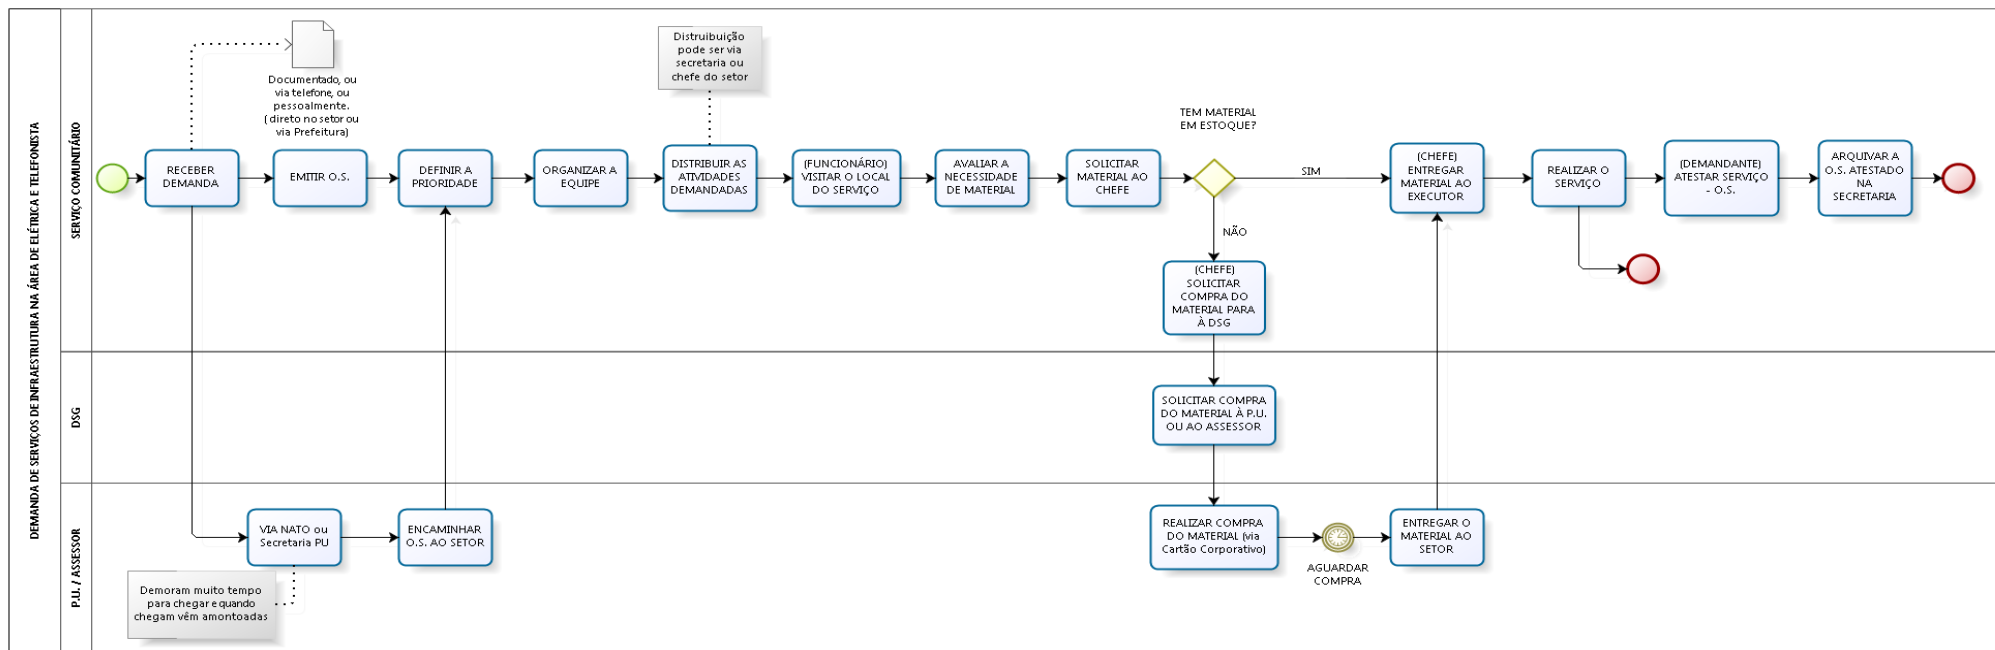 DEMANDA DE SERVIÇOS DE INFRAESTRUTURA NA ÁREA DE ELÉTRICA E TELEFONISTA
SERVIÇO COMUNITÁRIO
Documentado, ou
via telefone, ou
pessoalmente.
( direto no setor ou
via Prefeitura)
Distruibuição
pode ser via
secretaria ou
chefe do setor
TEM MATERIAL
EM ESTOQUE?
RECEBER
DEMANDA
EMITIR O.S.
DEFINIR A
PRIORIDADE
ORGANIZAR A
EQUIPE
DISTRIBUIR AS
ATIVIDADES
DEMANDADAS
(FUNCIONÁRIO)
VISITAR O LOCAL
DO SERVIÇO
AVALIAR A
NECESSIDADE
DE MATERIAL
SOLICITAR
MATERIAL AO
CHEFE
SIM
(CHEFE)
ENTREGAR
MATERIAL AO
EXECUTOR
REALIZAR O
SERVIÇO
(DEMANDANTE)
ATESTAR SERVIÇO
- O.S.
ARQUIVAR A
O.S. ATESTADO
NA
SECRETARIA
NÃO
(CHEFE)
SOLICITAR
COMPRA DO
MATERIAL PARA
À DSG
DSG
SOLICITAR COMPRA
DO MATERIAL À P.U.
OU AO ASSESSOR
P.U. / ASSESSOR
VIA NATO ou
Secretaria PU
ENCAMINHAR
O.S. AO SETOR
REALIZAR COMPRA
DO MATERIAL (via
Cartão Corporativo)
AGUARDAR
COMPRA
ENTREGAR O
MATERIAL AO
SETOR
Demoram muito tempo
para chegar e quando
chegam vêm amontoadas